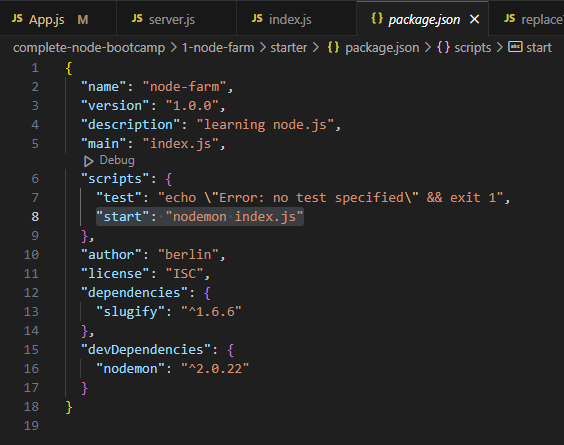 App.js server.js index.js package.json replace
complete-node-bootcamp > 1-node-farm > starter > {} package.json > {} scripts > abc start
1 {
2 "name": "node-farm",
3 "version": "1.0.0",
4 "description": "learning node.js",
5 "main": "index.js",
Debug
6 "scripts": {
7 "test": "echo \"Error: no test specified\" && exit 1",
8 "start": "nodemon index.js"
9 },
10 "author": "berlin",
11 "license": "ISC",
12 "dependencies": {
13 "slugify": "^1.6.6"
14 },
15 "devDependencies": {
16 "nodemon": "^2.0.22"
17 }
18 }
19